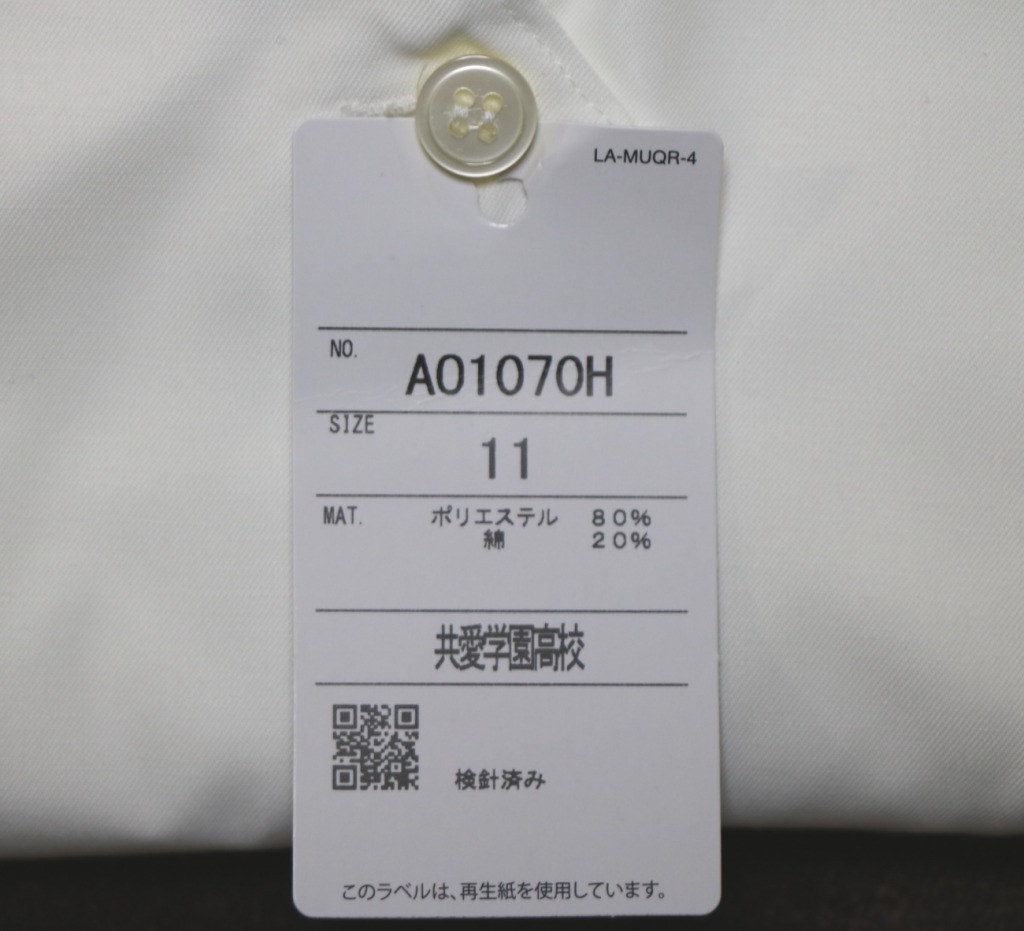 LA-MUQR-4
NO.
A01070H
SIZE
11
MAT. ポリエステル 80%
綿 20%
共愛学園高校
検針済み
このラベルは、再生紙を使用しています。